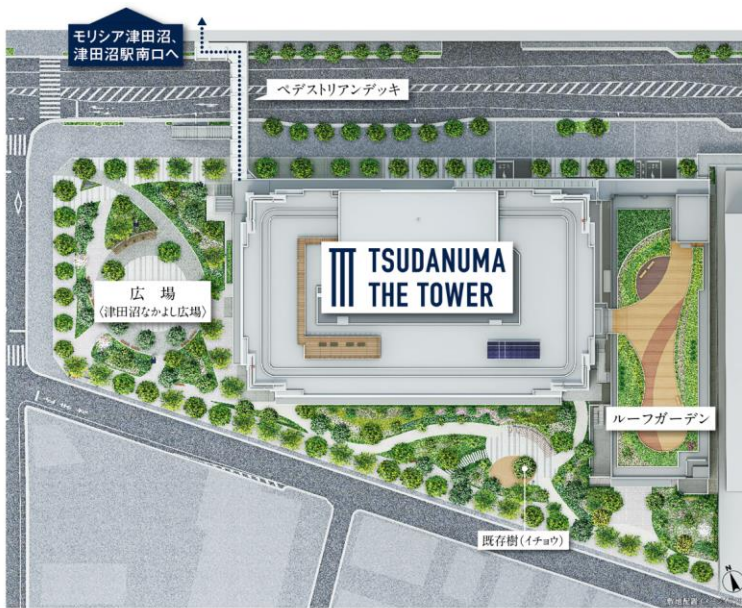 モリシア津田沼、
津田沼駅南口へ
ペデストリアンデッキ
TSUDANUMA
THE TOWER
広場
〈津田沼なかよし広場〉
ルーフガーデン
既存樹(イチョウ)
N